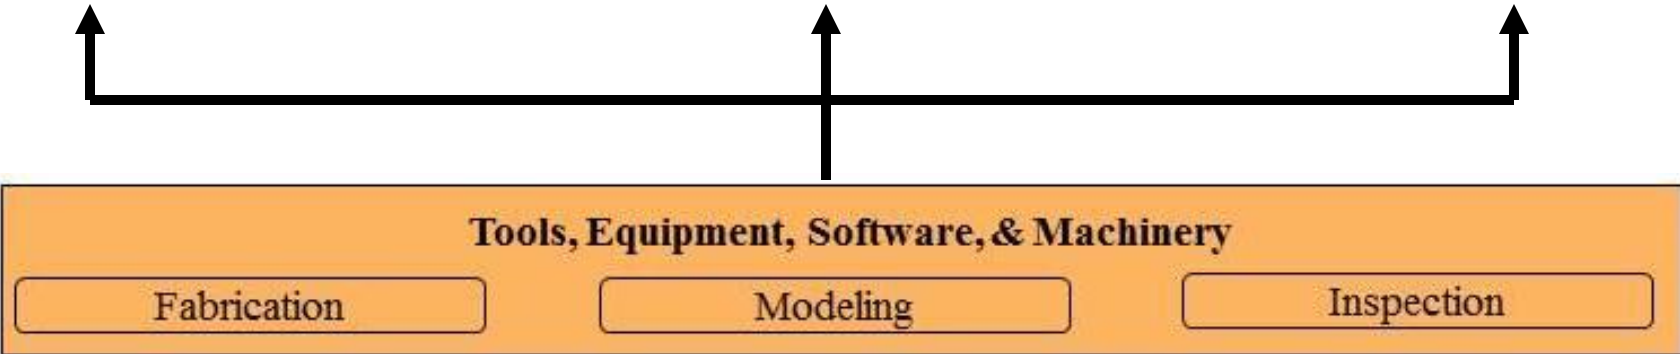 Tools, Equipment, Software, & Machinery
Fabrication
Modeling
Inspection